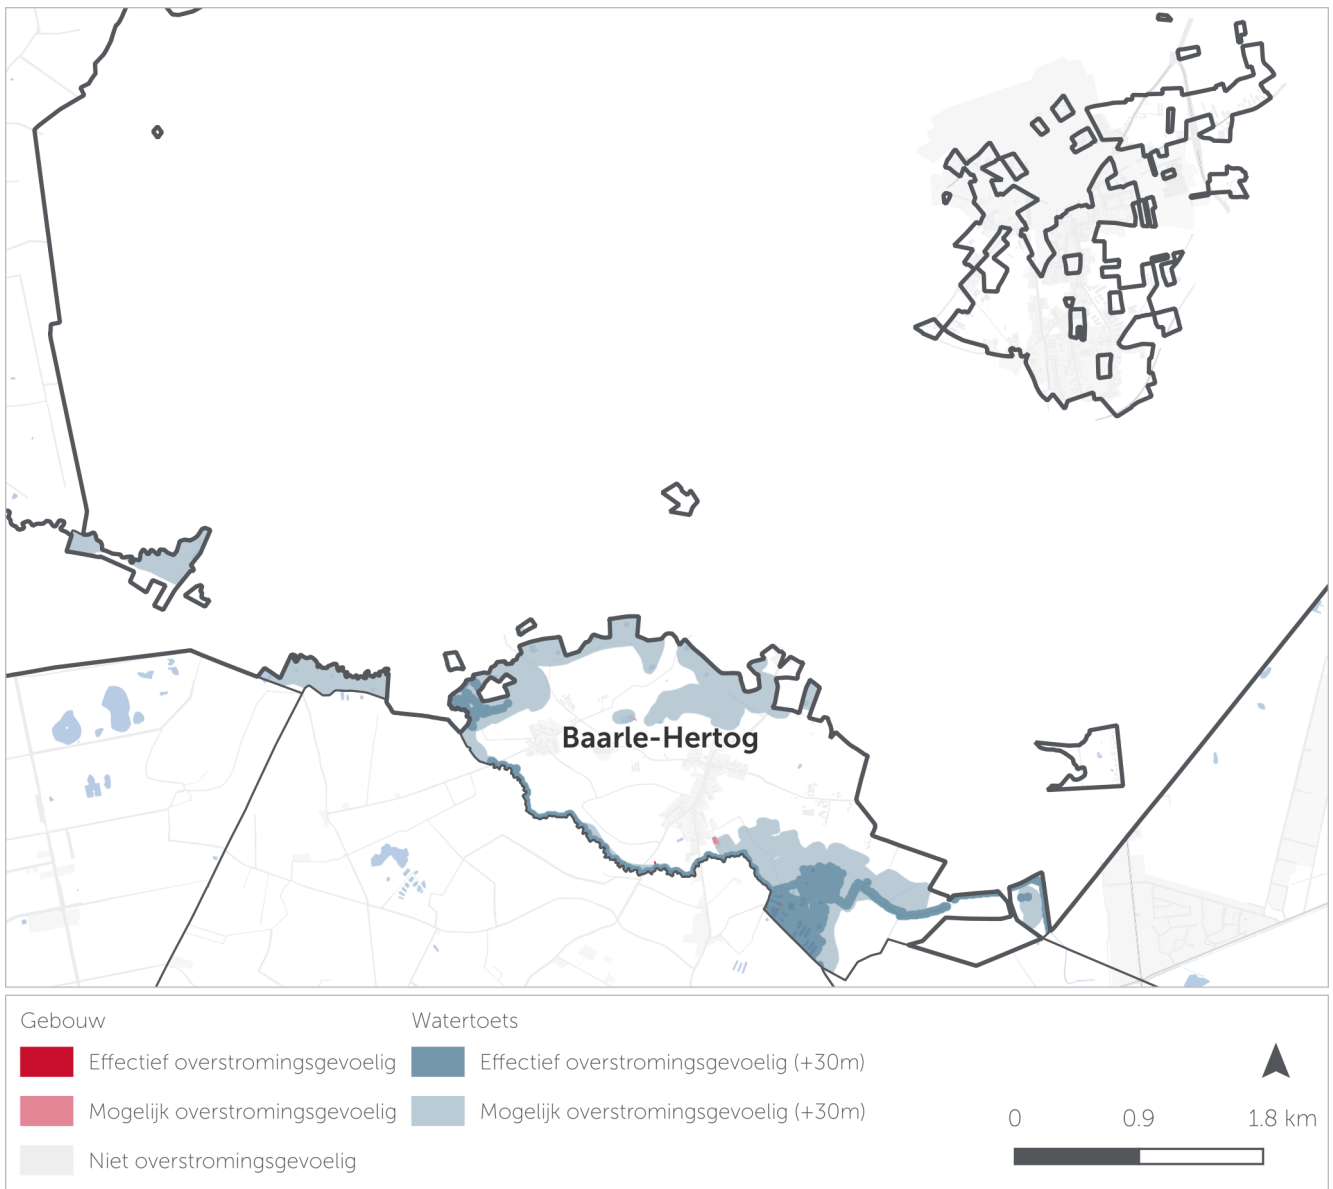 Baarle-Hertog
Gebouw
Effectief overstromingsgevoelig
Mogelijk overstromingsgevoelig
Niet overstromingsgevoelig
Watertoets
Effectief overstromingsgevoelig (+30m)
Mogelijk overstromingsgevoelig (+30m)
0 0.9 1.8 km